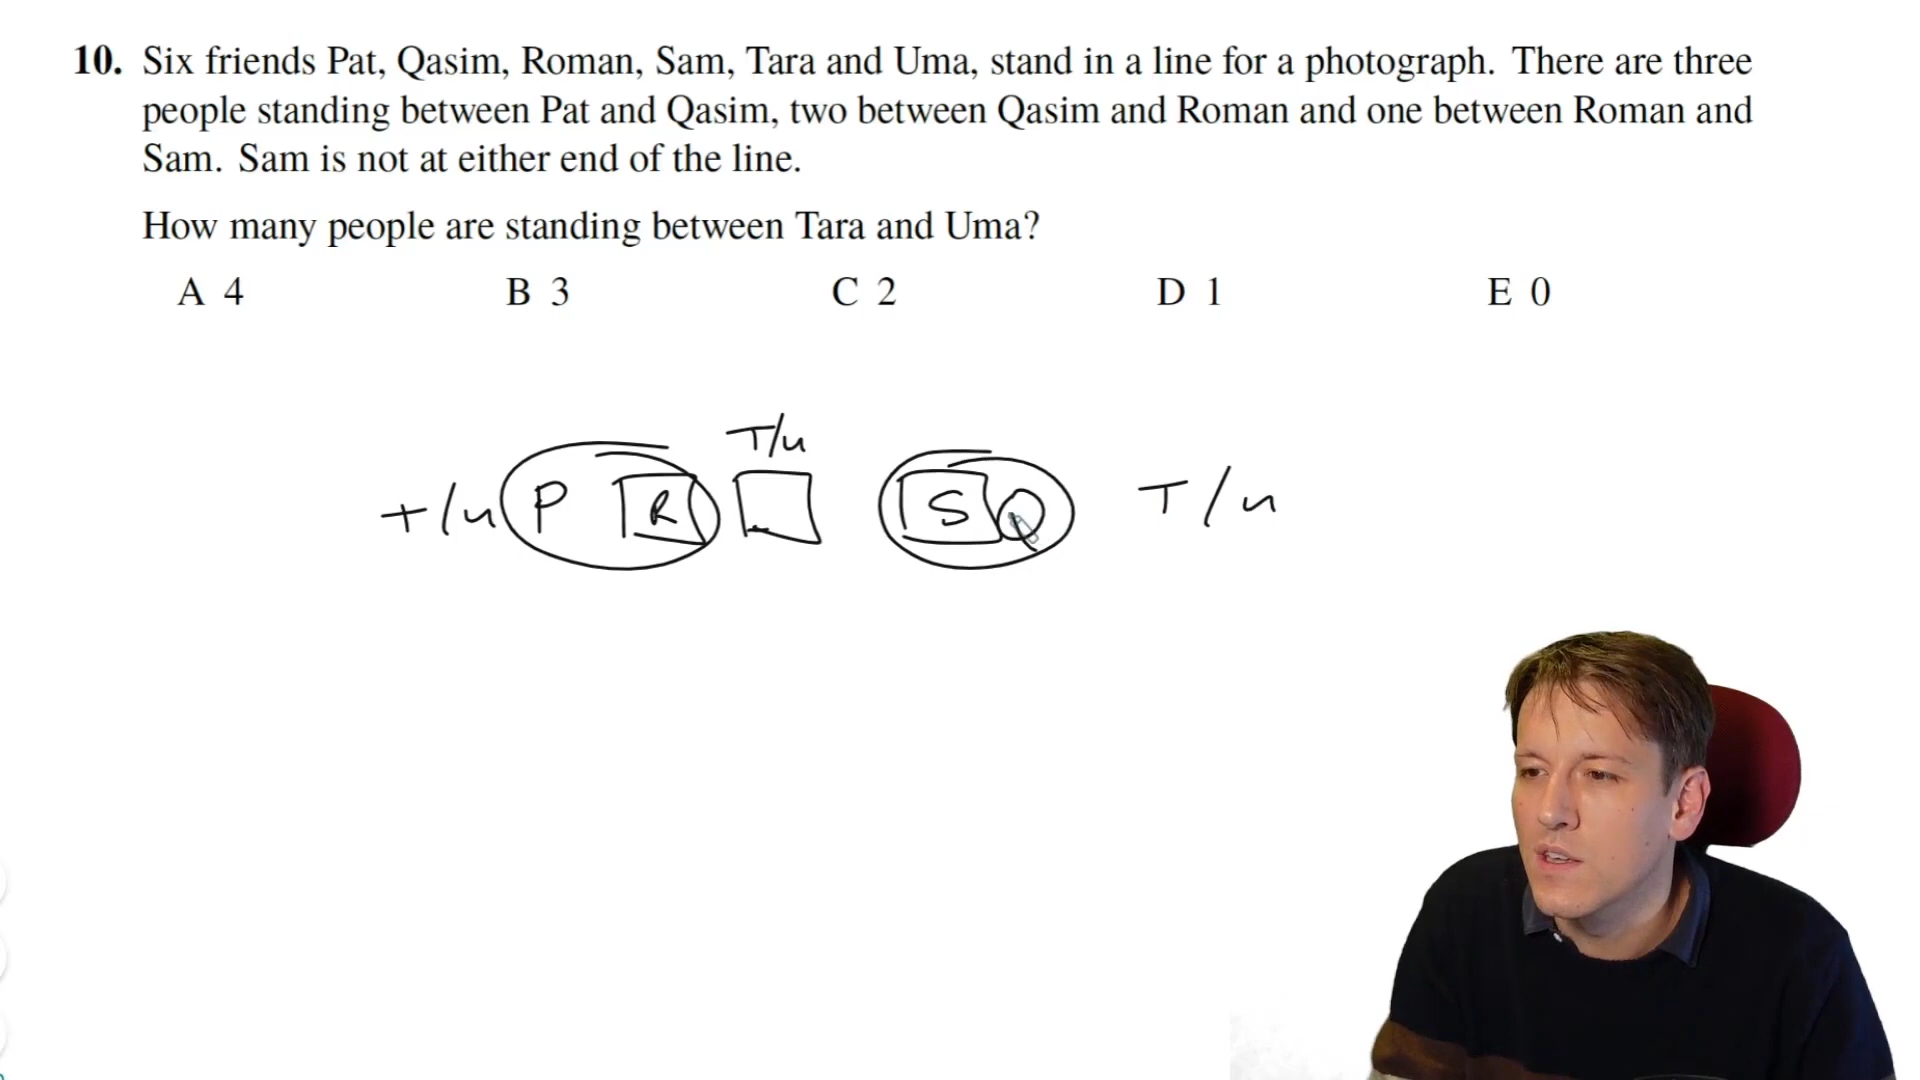 10. Six friends Pat, Qasim, Roman, Sam, Tara and Uma, stand in a line for a photograph. There are three
people standing between Pat and Qasim, two between Qasim and Roman and one between Roman and
Sam. Sam is not at either end of the line.
How many people are standing between Tara and Uma?
A 4 B 3 C 2 D 1 E 0
T/u
T/u P R S Q T/u